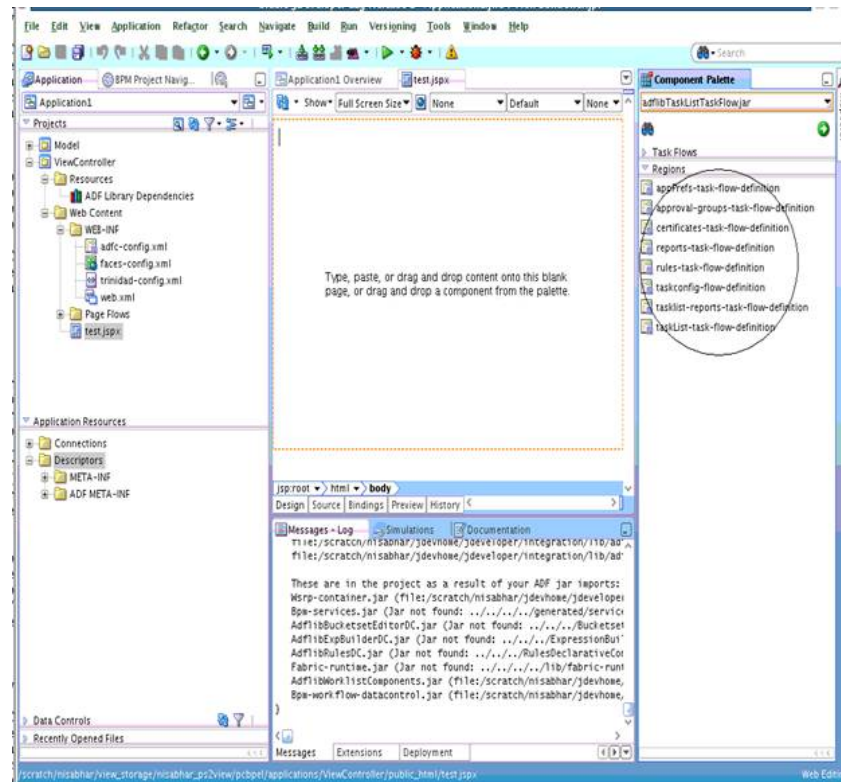 File Edit View Application Refactor Search Navigate Build Run Versioning Tools Window Help
Search
Application
BPM Project Navig...
Application1
Projects
Model
ViewController
Resources
ADF Library Dependencies
Web Content
WEB-INF
adfc-config.xml
faces-config.xml
trinidad-config.xml
web.xml
Page Flows
test.jspx
Application Resources
Connections
Descriptors
META-INF
ADF META-INF
Data Controls
Recently Opened Files
Application1 Overview
test.jspx
Show Full Screen Size None Default None
Type, paste, or drag and drop content onto this blank
page, or drag and drop a component from the palette.
jsp:root html body
Design Source Bindings Preview History
Messages - Log
Simulations
Documentation
file:/scratch/nisabhar/jdevhome/jdeveloper/integration/lib/ad
file:/scratch/nisabhar/jdevhome/jdeveloper/integration/lib/ad
These are in the project as a result of your ADF jar imports:
Wsrp-container.jar (file:/scratch/nisabhar/jdevhome/jdeveloper
Bpm-services.jar (Jar not found: ../../../../generated/service
AdflibBucketsetEditorDC.jar (Jar not found: ../../../Bucketset
AdflibExpBuilderDC.jar (Jar not found: ../../../ExpressionBui
AdflibRulesDC.jar (Jar not found: ../../../RulesDeclarativeCo
Fabric-runtime.jar (Jar not found: ../../../../lib/fabric-runt
AdflibWorklistComponents.jar (file:/scratch/nisabhar/jdevhome,
Bpm-workflow-datacontrol.jar (file:/scratch/nisabhar/jdevhome,
}
Messages Extensions Deployment
Component Palette
adflibTaskListTaskFlow.jar
Task Flows
Regions
appPrefs-task-flow-definition
approval-groups-task-flow-definition
certificates-task-flow-definition
reports-task-flow-definition
rules-task-flow-definition
taskconfig-flow-definition
tasklist-reports-task-flow-definition
taskList-task-flow-definition
/scratch/nisabhar/view_storage/nisabhar_ps2view/pcbpel/applications/ViewController/public_html/test.jspx
Web Editi